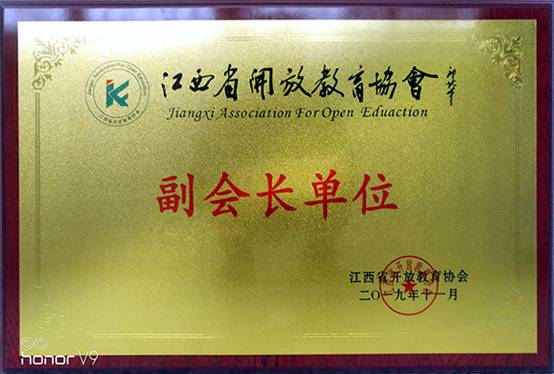 江西省開放教育協會
Jiangxi Association For Open Eduaction
副会长单位
江西省开放教育协会
二〇一九年十一月
honor V9